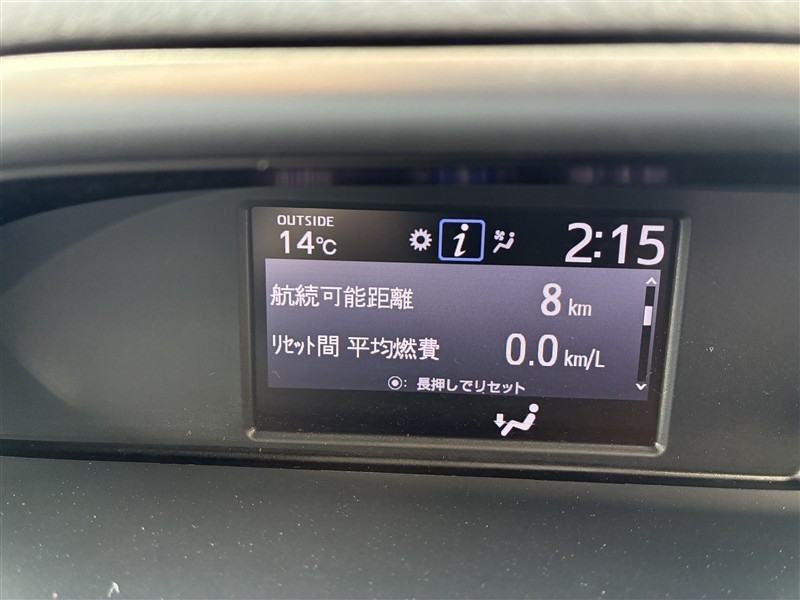 OUTSIDE
14℃
i
2:15
航続可能距離 8 km
ﾘｾｯﾄ間 平均燃費 0.0 km/L
◉: 長押しでリセット